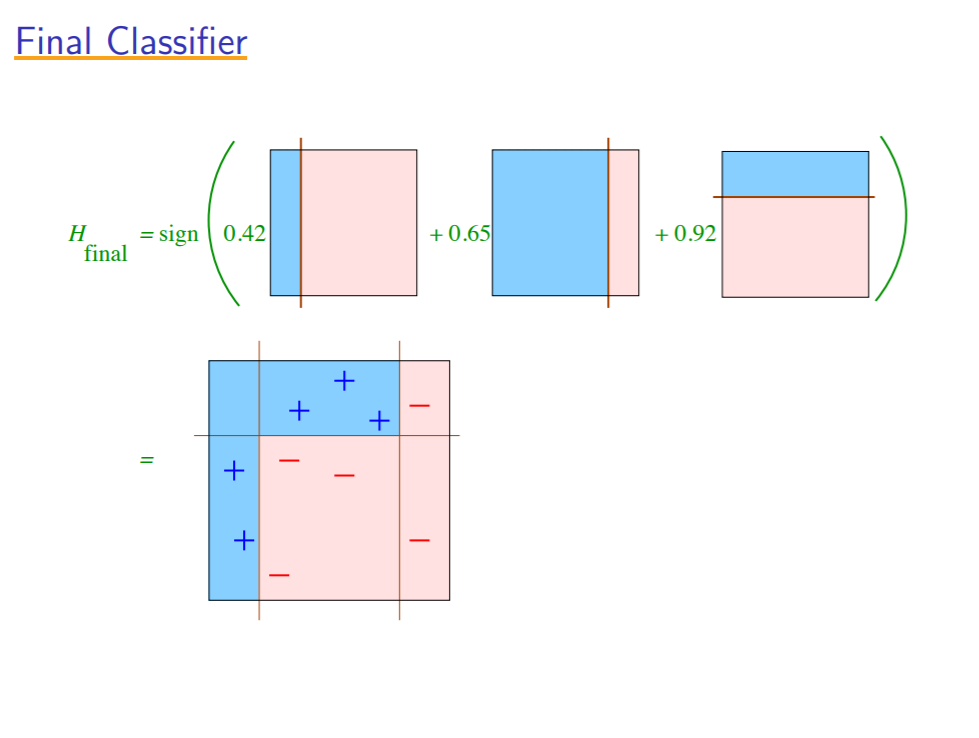 Final Classifier
H final = sign ( 0.42 + 0.65 + 0.92 )
=
+ + + −
+ − −
+ −
−